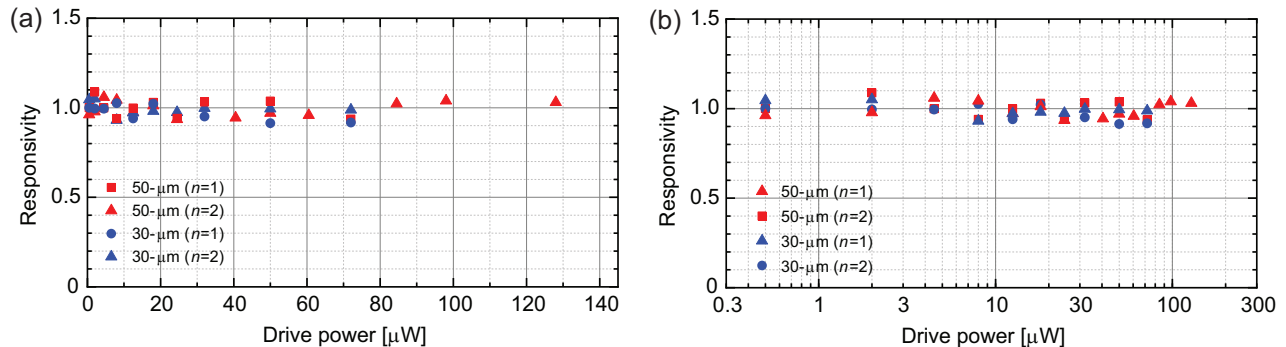 (a)
Responsivity
1.5
1.0
0.5
0
50-μm (n=1)
50-μm (n=2)
30-μm (n=1)
30-μm (n=2)
0 20 40 60 80 100 120 140
Drive power [μW]
(b)
Responsivity
1.5
1.0
0.5
0
50-μm (n=1)
50-μm (n=2)
30-μm (n=1)
30-μm (n=2)
0.3 1 3 10 30 100 300
Drive power [μW]